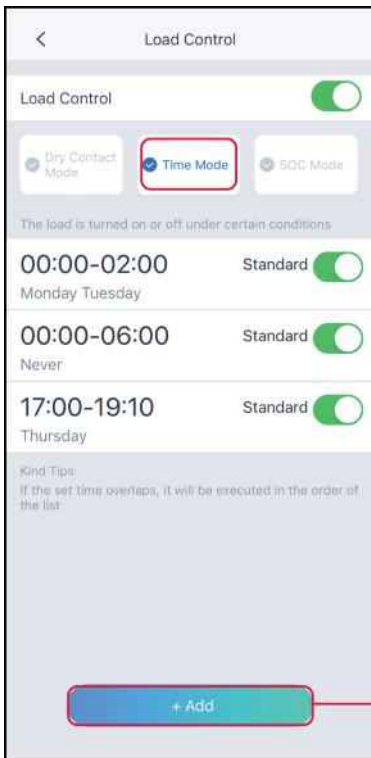 Load Control
Load Control
Dry Contact
Mode
Time Mode
SOC Mode
The load is turned on or off under certain conditions
00:00-02:00
Standard
Monday Tuesday
00:00-06:00
Standard
Never
17:00-19:10
Standard
Thursday
Kind Tips:
If the set time overlaps, it will be executed in the order of
the list
+ Add